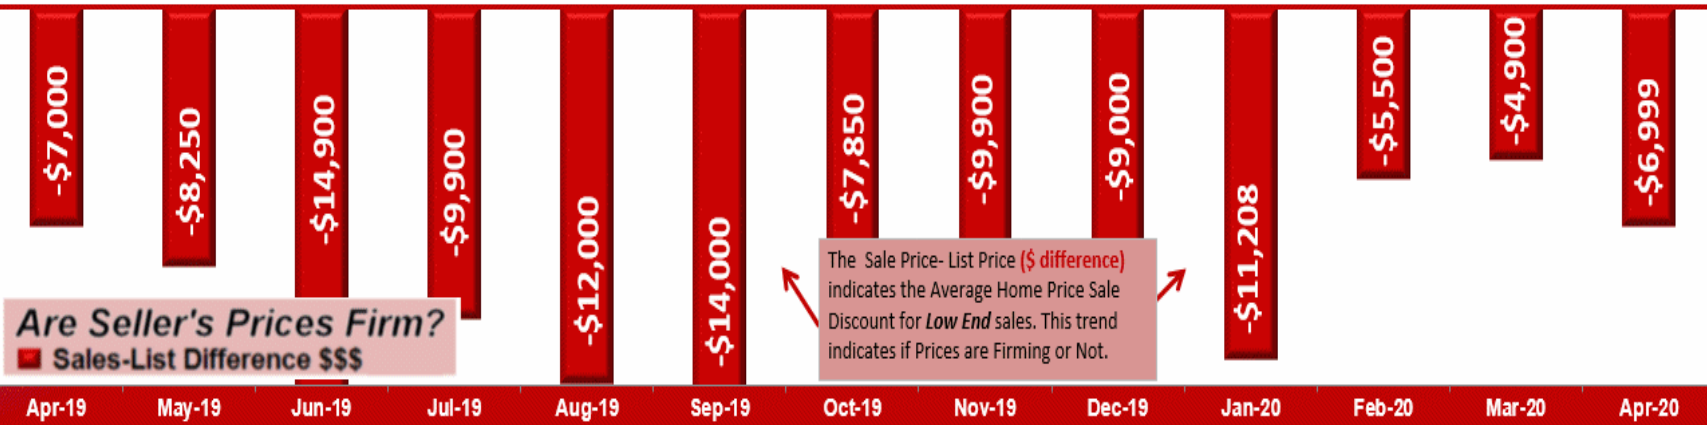 -$7,000
-$8,250
-$14,900
-$9,900
-$12,000
-$14,000
-$7,850
-$9,900
-$9,000
-$11,208
-$5,500
-$4,900
-$6,999
The Sale Price- List Price ($ difference)
indicates the Average Home Price Sale
Discount for Low End sales. This trend
indicates if Prices are Firming or Not.
Are Seller's Prices Firm?
Sales-List Difference $$$
Apr-19 May-19 Jun-19 Jul-19 Aug-19 Sep-19 Oct-19 Nov-19 Dec-19 Jan-20 Feb-20 Mar-20 Apr-20